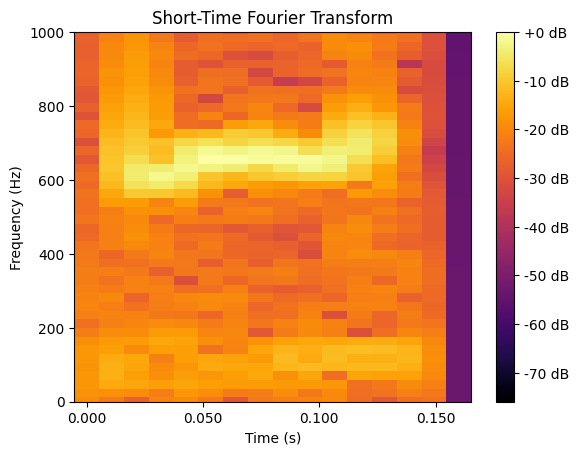 Short-Time Fourier Transform
1000
800
600
400
200
0
Frequency (Hz)
0.000
0.050
0.100
0.150
Time (s)
+0 dB
-10 dB
-20 dB
-30 dB
-40 dB
-50 dB
-60 dB
-70 dB